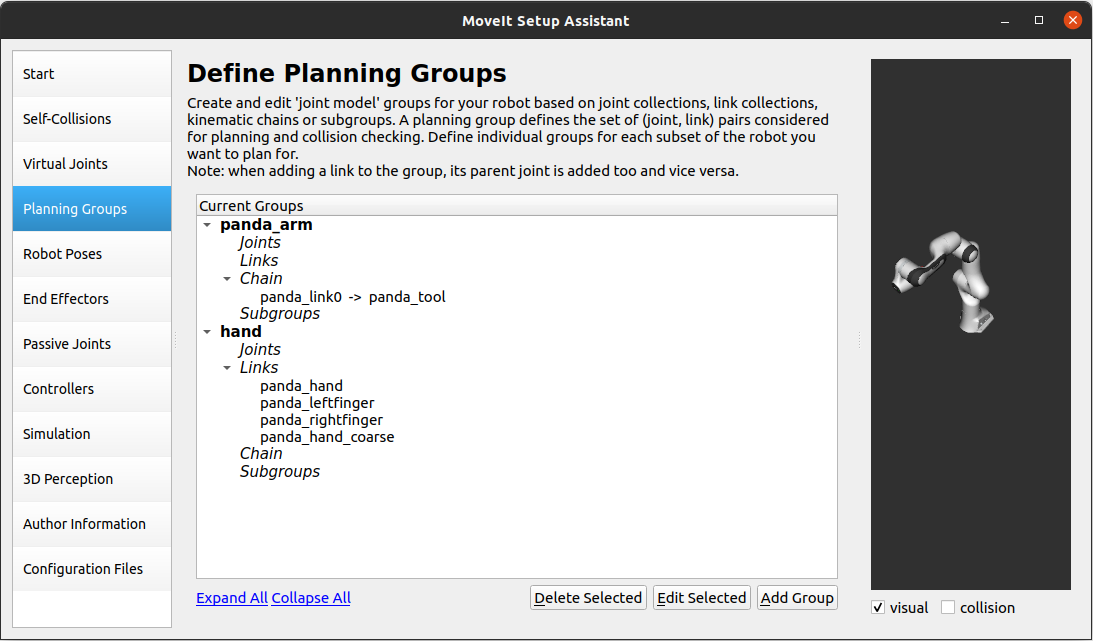 MoveIt Setup Assistant
Start
Self-Collisions
Virtual Joints
Planning Groups
Robot Poses
End Effectors
Passive Joints
Controllers
Simulation
3D Perception
Author Information
Configuration Files
Define Planning Groups
Create and edit 'joint model' groups for your robot based on joint collections, link collections,
kinematic chains or subgroups. A planning group defines the set of (joint, link) pairs considered
for planning and collision checking. Define individual groups for each subset of the robot you
want to plan for.
Note: when adding a link to the group, its parent joint is added too and vice versa.
Current Groups
panda_arm
Joints
Links
Chain
panda_link0 -> panda_tool
Subgroups
hand
Joints
Links
panda_hand
panda_leftfinger
panda_rightfinger
panda_hand_coarse
Chain
Subgroups
Expand All Collapse All
Delete Selected
Edit Selected
Add Group
visual
collision